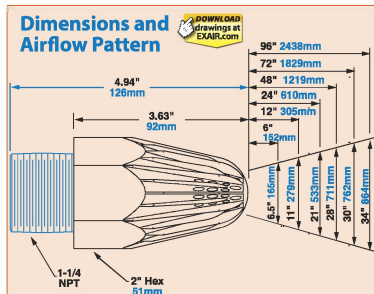 Dimensions and
Airflow Pattern
DOWNLOAD
drawings at
EXAIR.com
96" 2438mm
72" 1829mm
48" 1219mm
24" 610mm
12" 305mm
6"
152mm
4.94"
126mm
3.63"
92mm
6.5" 165mm
11" 279mm
21" 533mm
28" 711mm
30" 762mm
34" 864mm
1-1/4
NPT
2" Hex
51mm